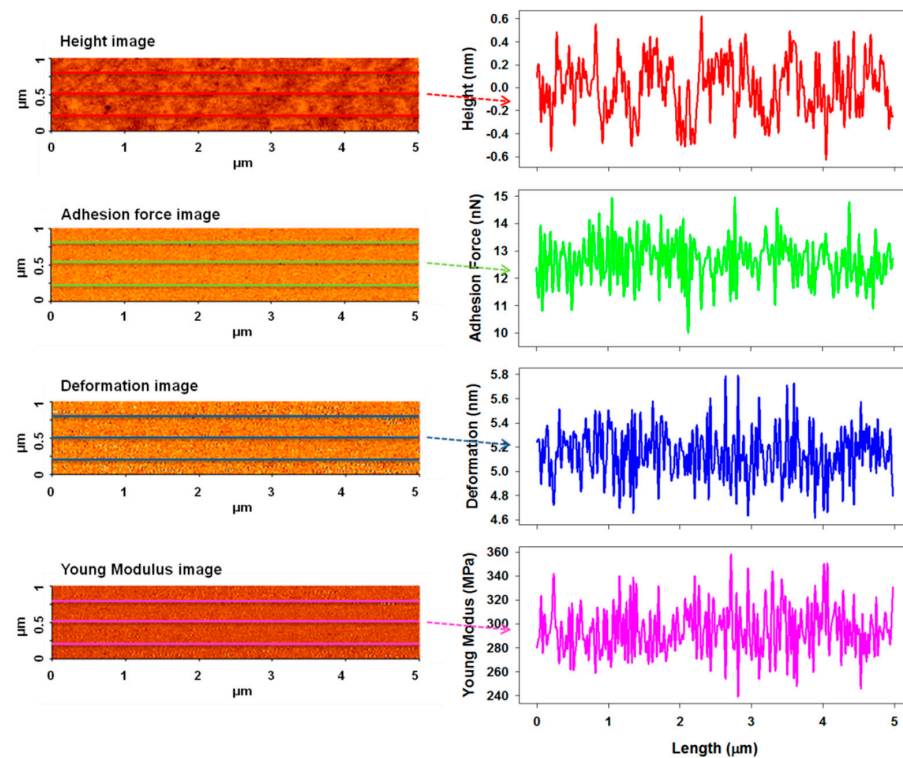 Height image
µm
1
0.5
0
0 1 2 3 4 5
µm
Height (nm)
0.6
0.4
0.2
0.0
-0.2
-0.4
-0.6
Adhesion force image
µm
1
0.5
0
0 1 2 3 4 5
µm
Adhesion Force (nN)
15
14
13
12
11
10
Deformation image
µm
1
0.5
0
0 1 2 3 4 5
µm
Deformation (nm)
5.8
5.6
5.4
5.2
5.0
4.8
4.6
Young Modulus image
µm
1
0.5
0
0 1 2 3 4 5
µm
Young Modus (MPa)
360
340
320
300
280
260
240
0 1 2 3 4 5
Length (µm)